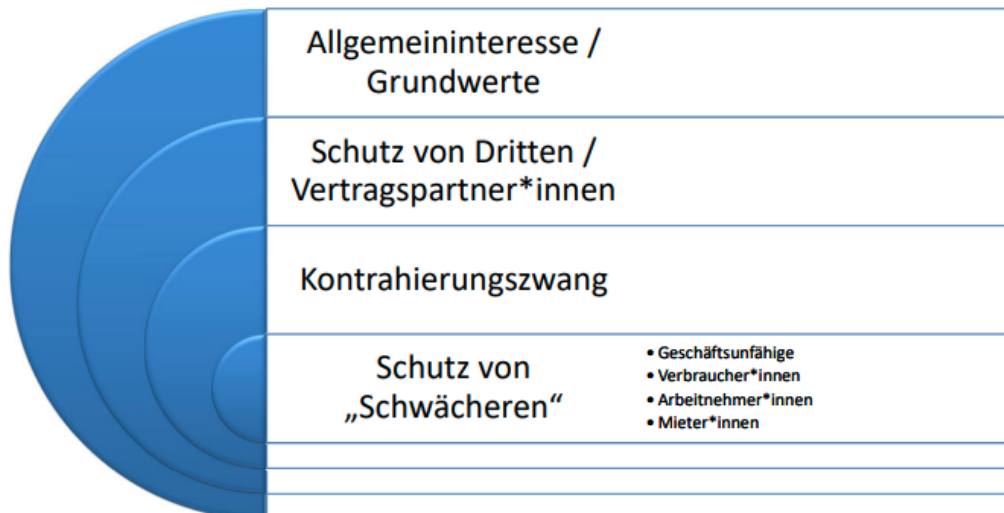 Allgemeininteresse /
Grundwerte
Schutz von Dritten /
Vertragspartner*innen
Kontrahierungszwang
Schutz von
„Schwächeren“
• Geschäftsunfähige
• Verbraucher*innen
• Arbeitnehmer*innen
• Mieter*innen